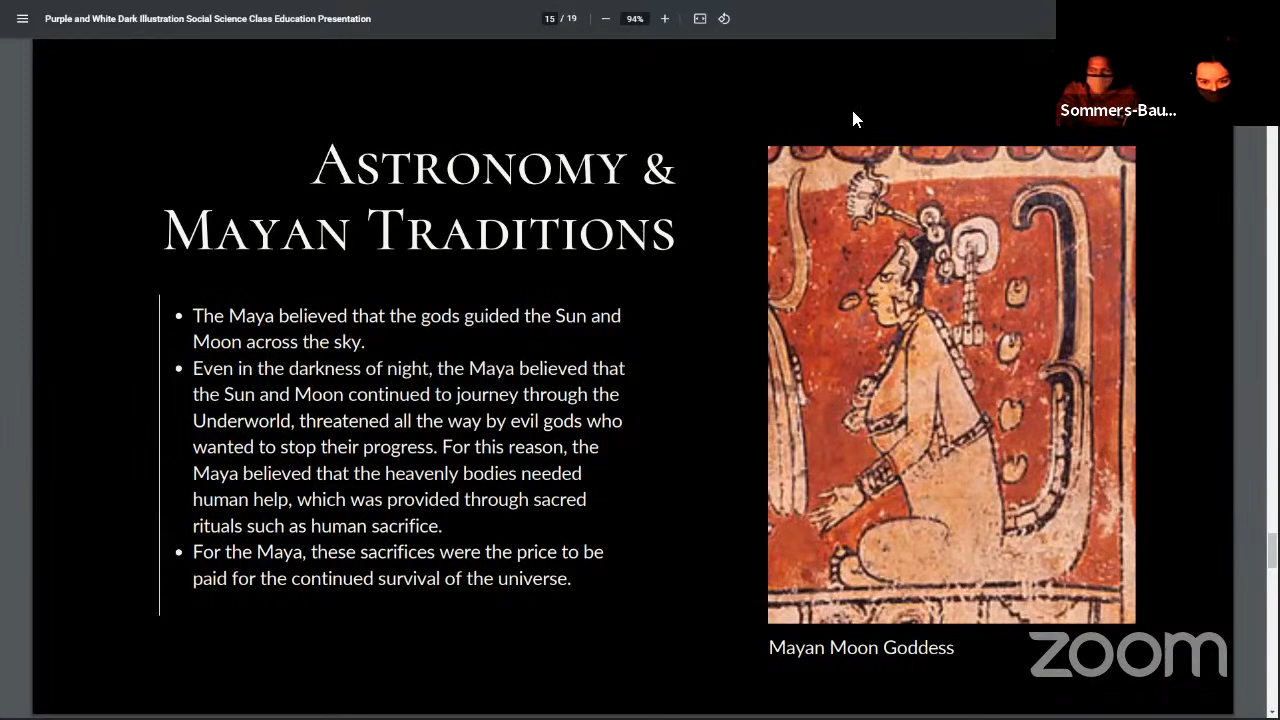 Purple and White Dark Illustration Social Science Class Education Presentation
15 / 19
94%
Sommers-Bau...
ASTRONOMY &
MAYAN TRADITIONS
• The Maya believed that the gods guided the Sun and
Moon across the sky.
• Even in the darkness of night, the Maya believed that
the Sun and Moon continued to journey through the
Underworld, threatened all the way by evil gods who
wanted to stop their progress. For this reason, the
Maya believed that the heavenly bodies needed
human help, which was provided through sacred
rituals such as human sacrifice.
• For the Maya, these sacrifices were the price to be
paid for the continued survival of the universe.
Mayan Moon Goddess
zoom